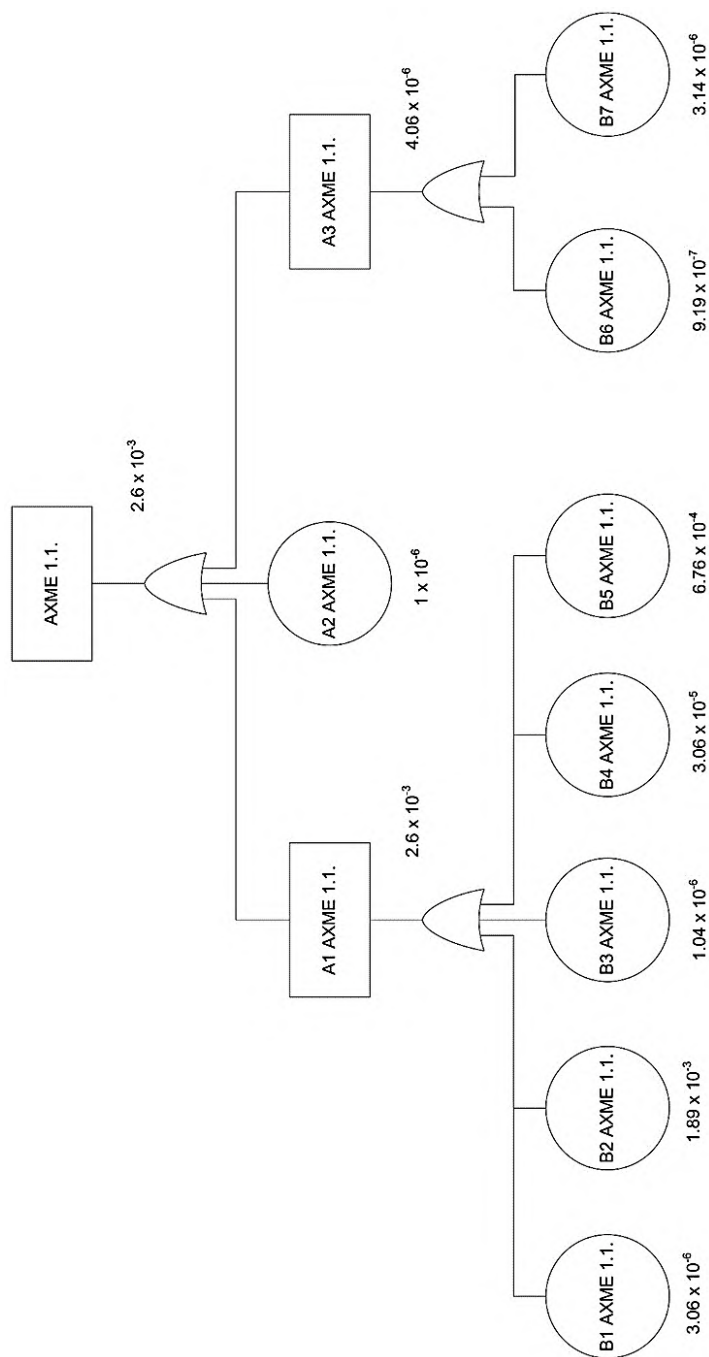 AXME 1.1.
2.6 x 10⁻³
A1 AXME 1.1.
2.6 x 10⁻³
A2 AXME 1.1.
1 x 10⁻⁶
A3 AXME 1.1.
4.06 x 10⁻⁶
B1 AXME 1.1.
3.06 x 10⁻⁶
B2 AXME 1.1.
1.89 x 10⁻³
B3 AXME 1.1.
1.04 x 10⁻⁶
B4 AXME 1.1.
3.06 x 10⁻⁵
B5 AXME 1.1.
6.76 x 10⁻⁴
B6 AXME 1.1.
9.19 x 10⁻⁷
B7 AXME 1.1.
3.14 x 10⁻⁶